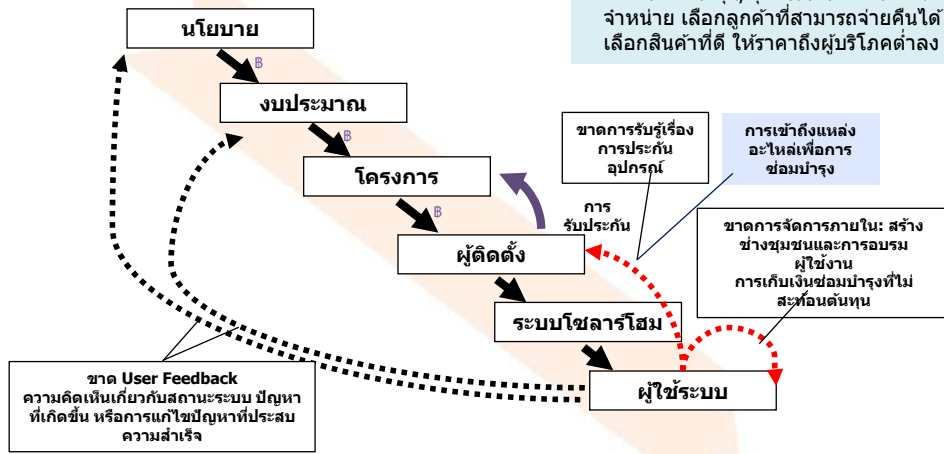 จำหน่าย เลือกลูกค้าที่สามารถจ่ายคืนได้
เลือกสินค้าที่ดี ให้ราคาถึงผู้บริโภคต่ำลง
นโยบาย
฿
งบประมาณ
฿
โครงการ
฿
ผู้ติดตั้ง
ระบบโซลาร์โฮม
ผู้ใช้ระบบ
ขาดการรับรู้เรื่อง
การประกัน
อุปกรณ์
การเข้าถึงแหล่ง
อะไหล่เพื่อการ
ซ่อมบำรุง
การ
รับประกัน
ขาดการจัดการภายใน: สร้าง
ช่างชุมชนและการอบรม
ผู้ใช้งาน
การเก็บเงินซ่อมบำรุงที่ไม่
สะท้อนต้นทุน
ขาด User Feedback
ความคิดเห็นเกี่ยวกับสถานะระบบ ปัญหา
ที่เกิดขึ้น หรือการแก้ไขปัญหาที่ประสบ
ความสำเร็จ